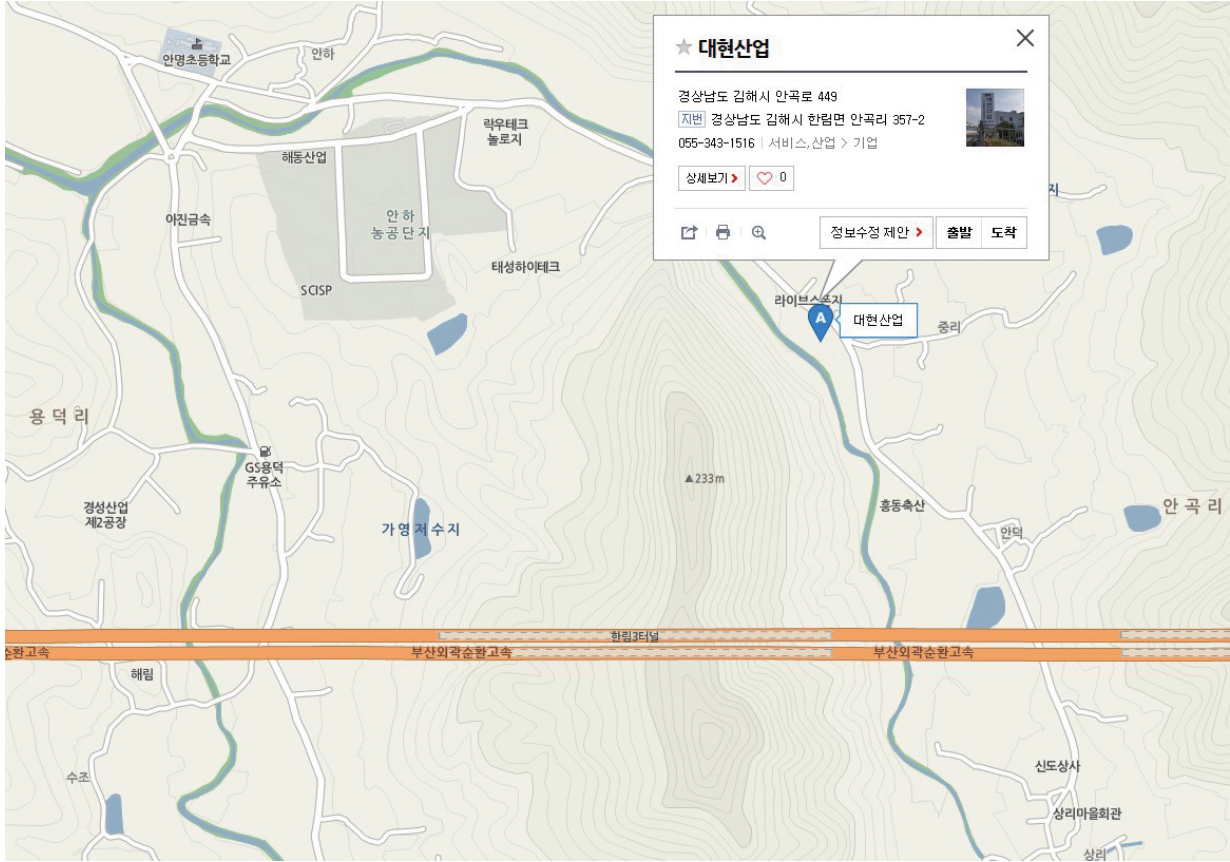 대현산업
경상남도 김해시 안곡로 449
지번 경상남도 김해시 한림면 안곡리 357-2
055-343-1516 | 서비스,산업 > 기업
상세보기
0
정보수정 제안
출발
도착
안명초등학교
안하
락우테크
놀로지
해동산업
이진금속
안하
농공단지
태성하이테크
SCISP
지
라이브스톤지
A
대현산업
중리
용덕리
GS용덕
주유소
경성산업
제2공장
가영저수지
▲233m
홍동축산
안곡리
안덕
한림3터널
순환고속
부산외곽순환고속
부산외곽순환고속
해림
수조
신도상사
상리마을회관
상리